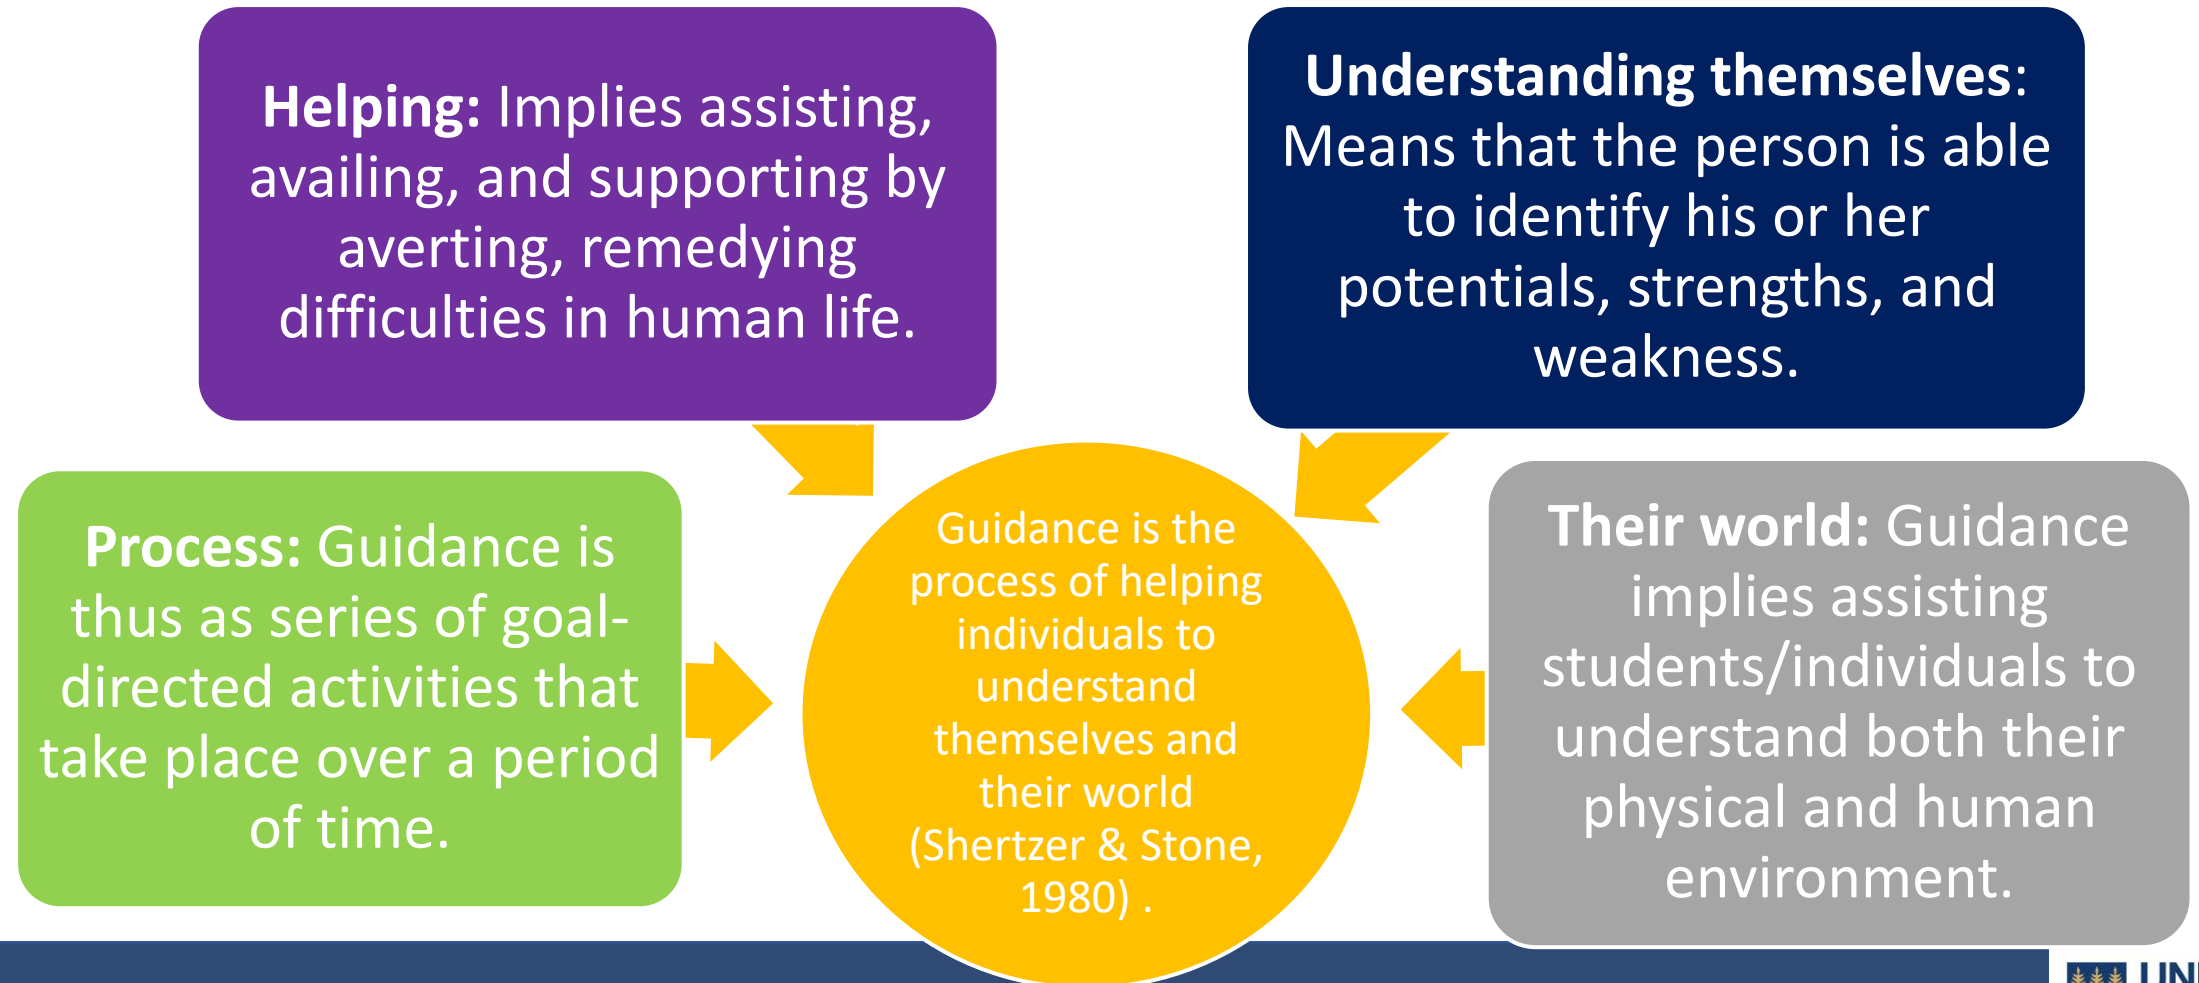 Helping: Implies assisting,
availing, and supporting by
averting, remedying
difficulties in human life.
Understanding themselves:
Means that the person is able
to identify his or her
potentials, strengths, and
weakness.
Process: Guidance is
thus as series of goal-
directed activities that
take place over a period
of time.
Guidance is the
process of helping
individuals to
understand
themselves and
their world
(Shertzer & Stone,
1980) .
Their world: Guidance
implies assisting
students/individuals to
understand both their
physical and human
environment.